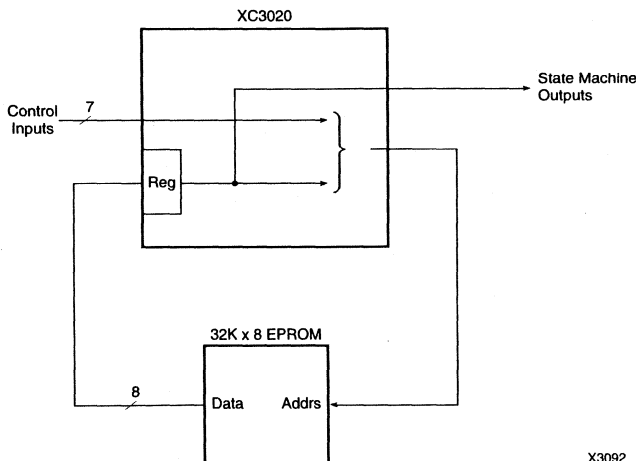 XC3020
State Machine
Outputs
Control
Inputs
7
Reg
32K x 8 EPROM
8
Data
Addrs
X3092